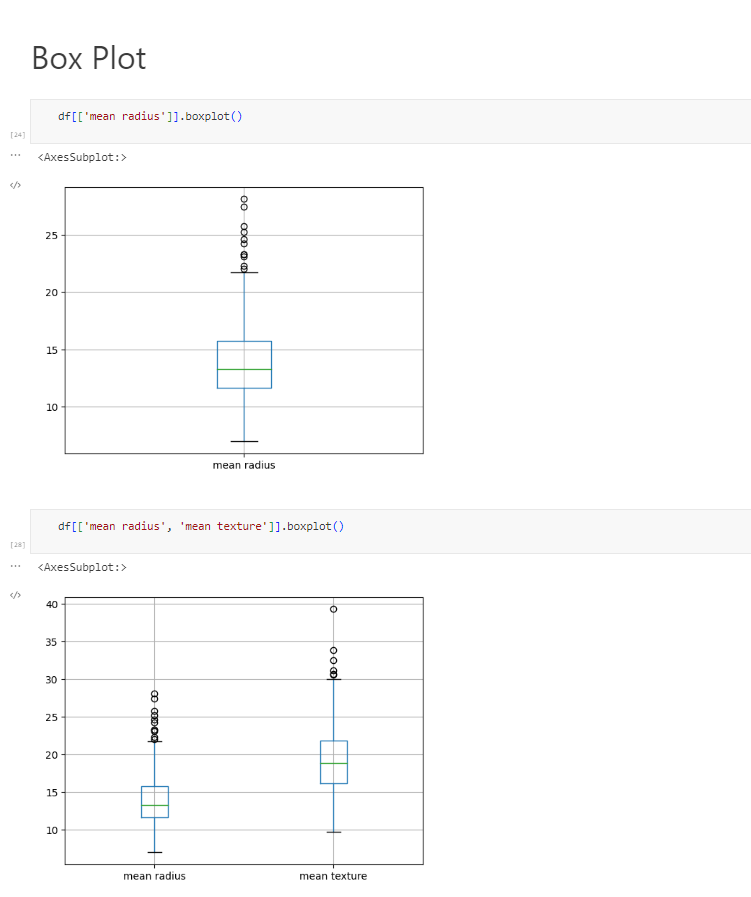 Box Plot
df[['mean radius']].boxplot()
[24]
... <AxesSubplot:>
</>
25
20
15
10
mean radius
df[['mean radius', 'mean texture']].boxplot()
[28]
... <AxesSubplot:>
</>
40
35
30
25
20
15
10
mean radius mean texture